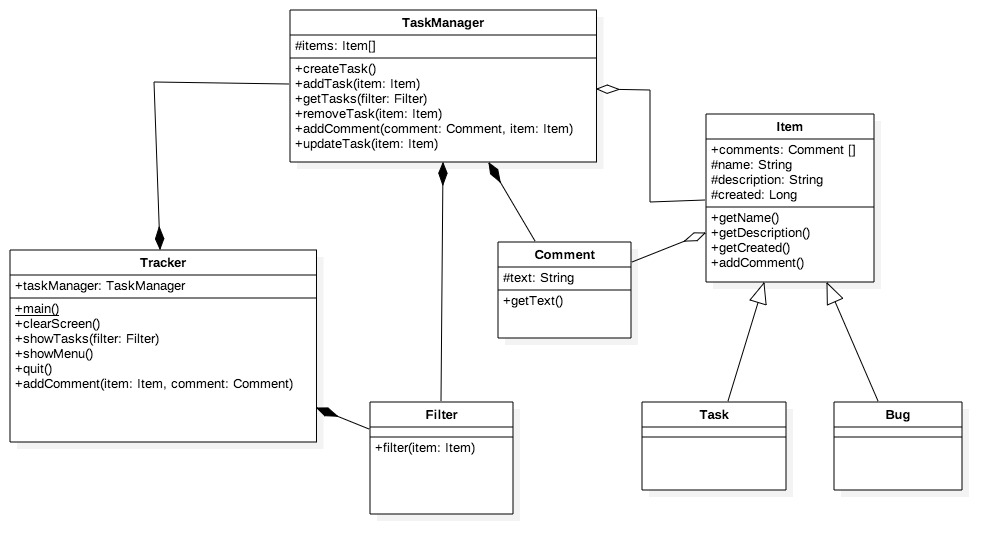 TaskManager
#items: Item[]
+createTask()
+addTask(item: Item)
+getTasks(filter: Filter)
+removeTask(item: Item)
+addComment(comment: Comment, item: Item)
+updateTask(item: Item)
Item
+comments: Comment []
#name: String
#description: String
#created: Long
+getName()
+getDescription()
+getCreated()
+addComment()
Comment
#text: String
+getText()
Tracker
+taskManager: TaskManager
+main()
+clearScreen()
+showTasks(filter: Filter)
+showMenu()
+quit()
+addComment(item: Item, comment: Comment)
Filter
+filter(item: Item)
Task
Bug